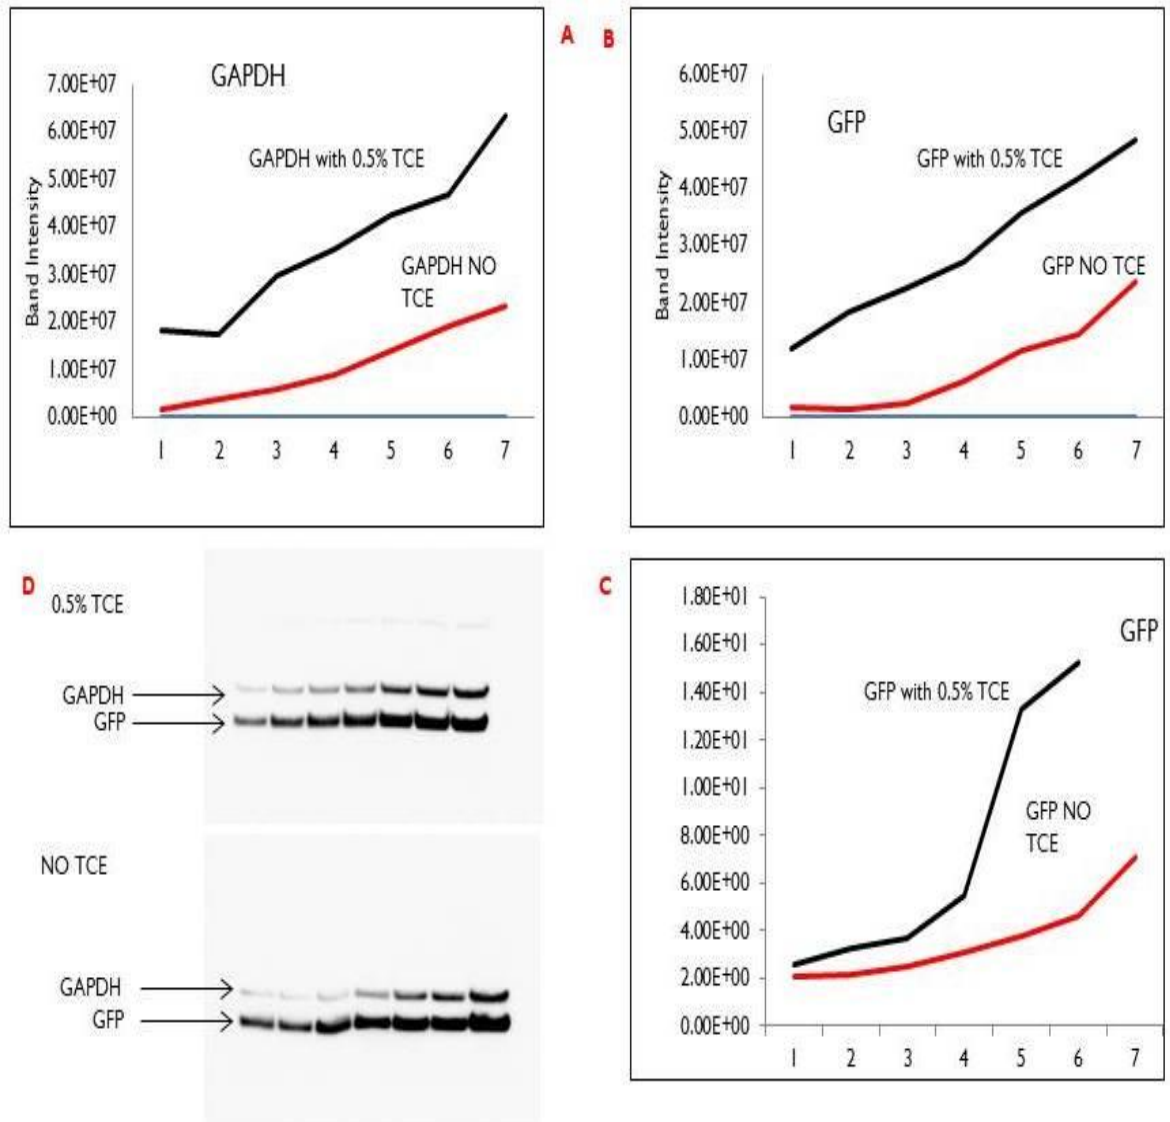 A B
GAPDH
7.00E+07
6.00E+07
5.00E+07
4.00E+07
3.00E+07
2.00E+07
1.00E+07
0.00E+00
Band Intensity
GAPDH with 0.5% TCE
GAPDH NO
TCE
1 2 3 4 5 6 7
GFP
6.00E+07
5.00E+07
4.00E+07
3.00E+07
2.00E+07
1.00E+07
0.00E+00
Band Intensity
GFP with 0.5% TCE
GFP NO TCE
1 2 3 4 5 6 7
D
0.5% TCE
GAPDH
GFP
NO TCE
GAPDH
GFP
C
GFP
1.80E+01
1.60E+01
1.40E+01
1.20E+01
1.00E+01
8.00E+00
6.00E+00
4.00E+00
2.00E+00
0.00E+00
GFP with 0.5% TCE
GFP NO
TCE
1 2 3 4 5 6 7